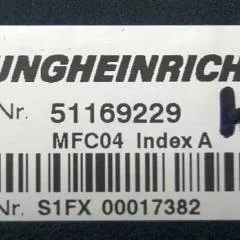 UNGHEINRICH
Nr. 51169229
MFC04 Index A
Nr. S1FX 00017382